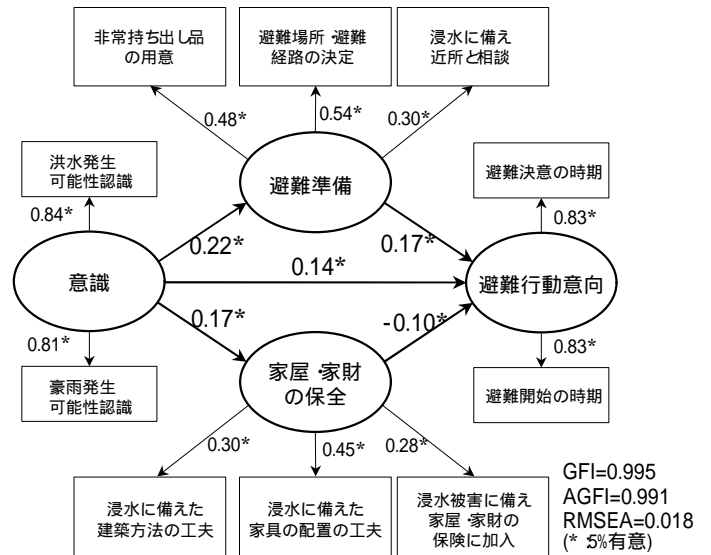 非常持ち出し品
の用意
避難場所・避難
経路の決定
浸水に備え
近所と相談
0.48*
0.54*
0.30*
洪水発生
可能性認識
避難準備
避難決意の時期
0.84*
0.83*
0.22*
0.17*
意識
0.14*
避難行動意向
0.17*
-0.10*
0.81*
0.83*
豪雨発生
可能性認識
家屋・家財
の保全
避難開始の時期
0.30*
0.45*
0.28*
浸水に備えた
建築方法の工夫
浸水に備えた
家具の配置の工夫
浸水被害に備え
家屋・家財の
保険に加入
GFI=0.995
AGFI=0.991
RMSEA=0.018
(* :5%有意)